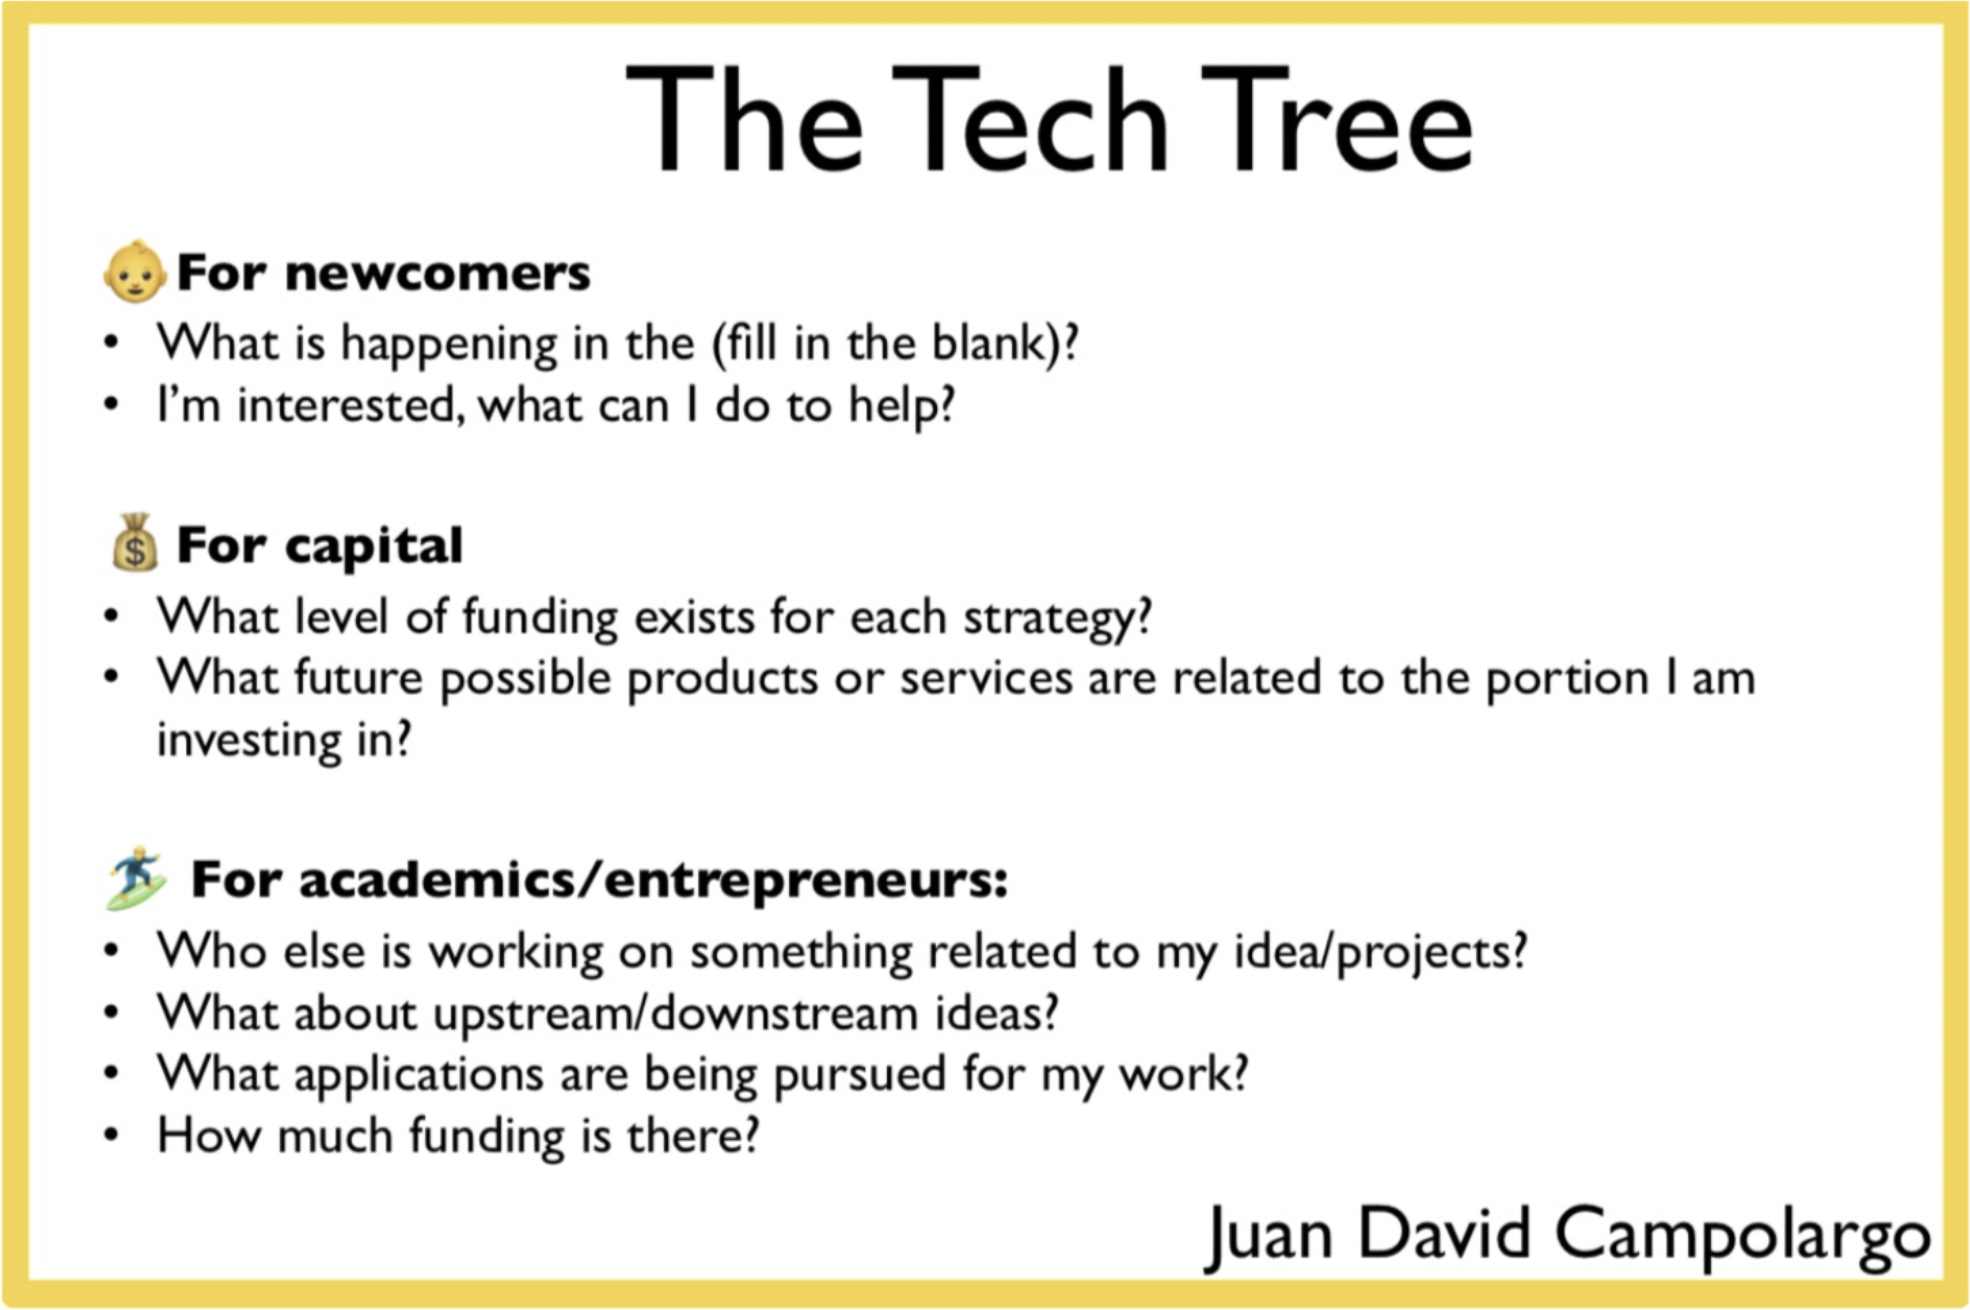 The Tech Tree
👶For newcomers
• What is happening in the (fill in the blank)?
• I'm interested, what can I do to help?
💰 For capital
• What level of funding exists for each strategy?
• What future possible products or services are related to the portion I am
investing in?
🏄 For academics/entrepreneurs:
• Who else is working on something related to my idea/projects?
• What about upstream/downstream ideas?
• What applications are being pursued for my work?
• How much funding is there?
Juan David Campolargo